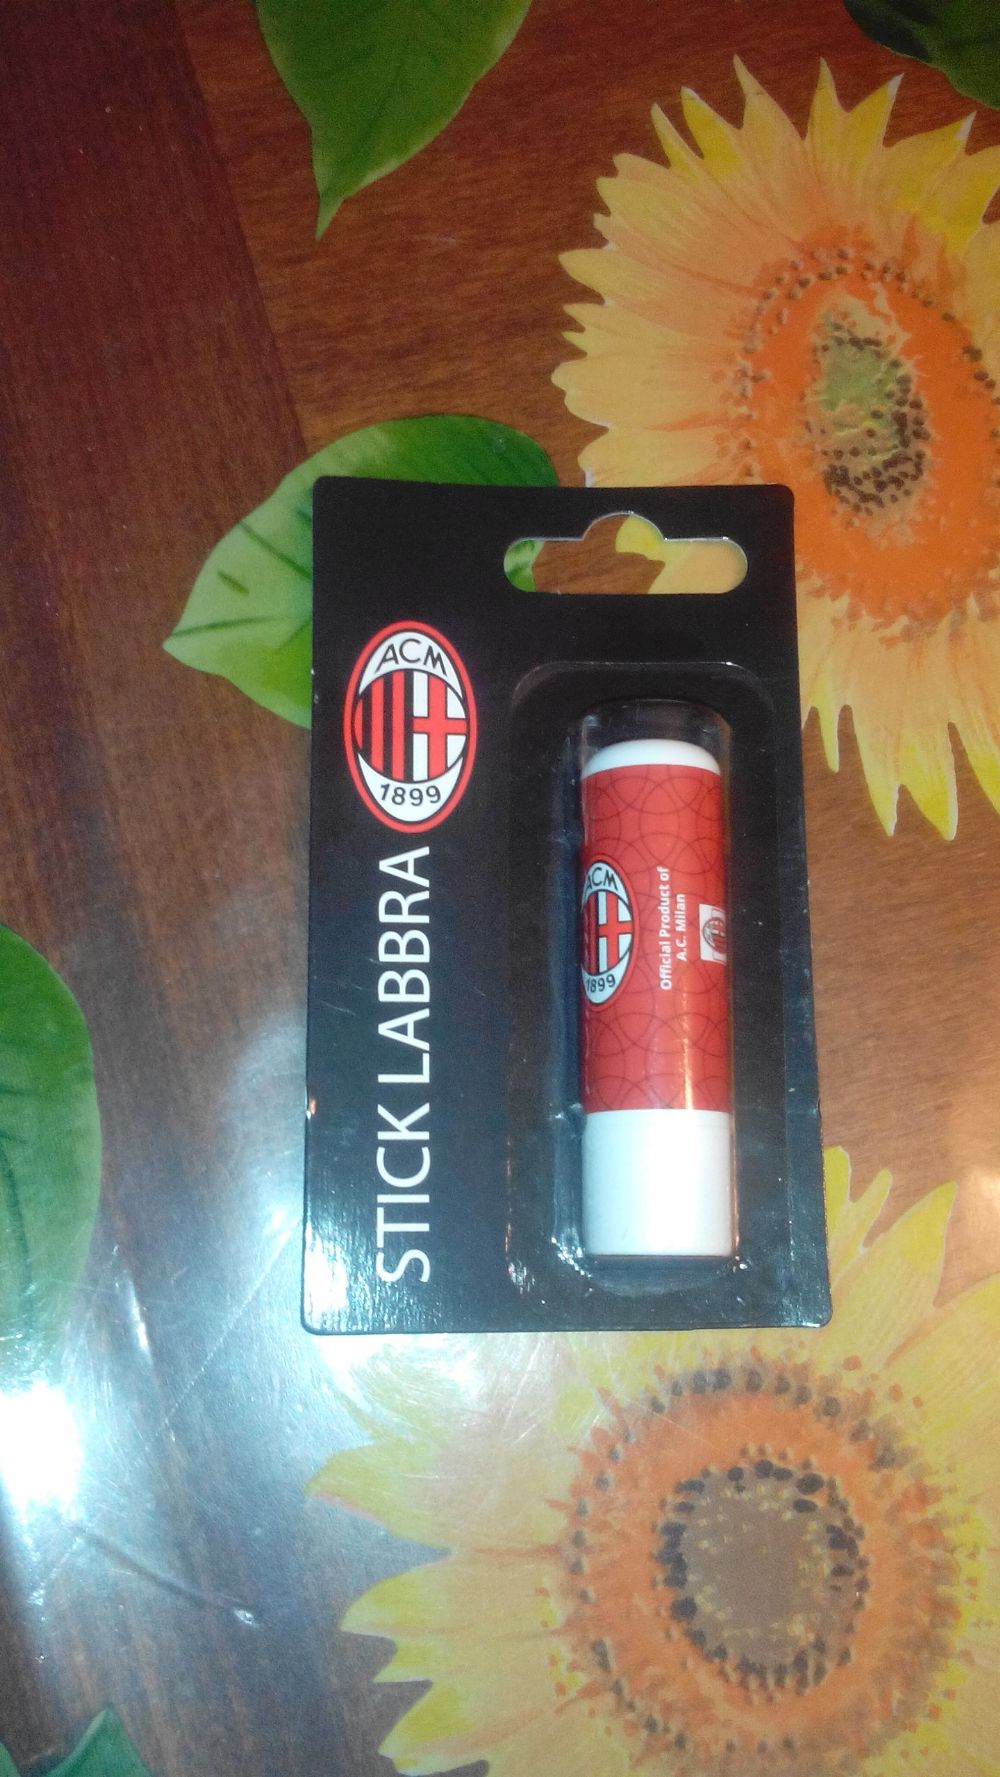 ACM
1899
STICK LABBRA
ACM
1899
Official Product of
A.C. Milan